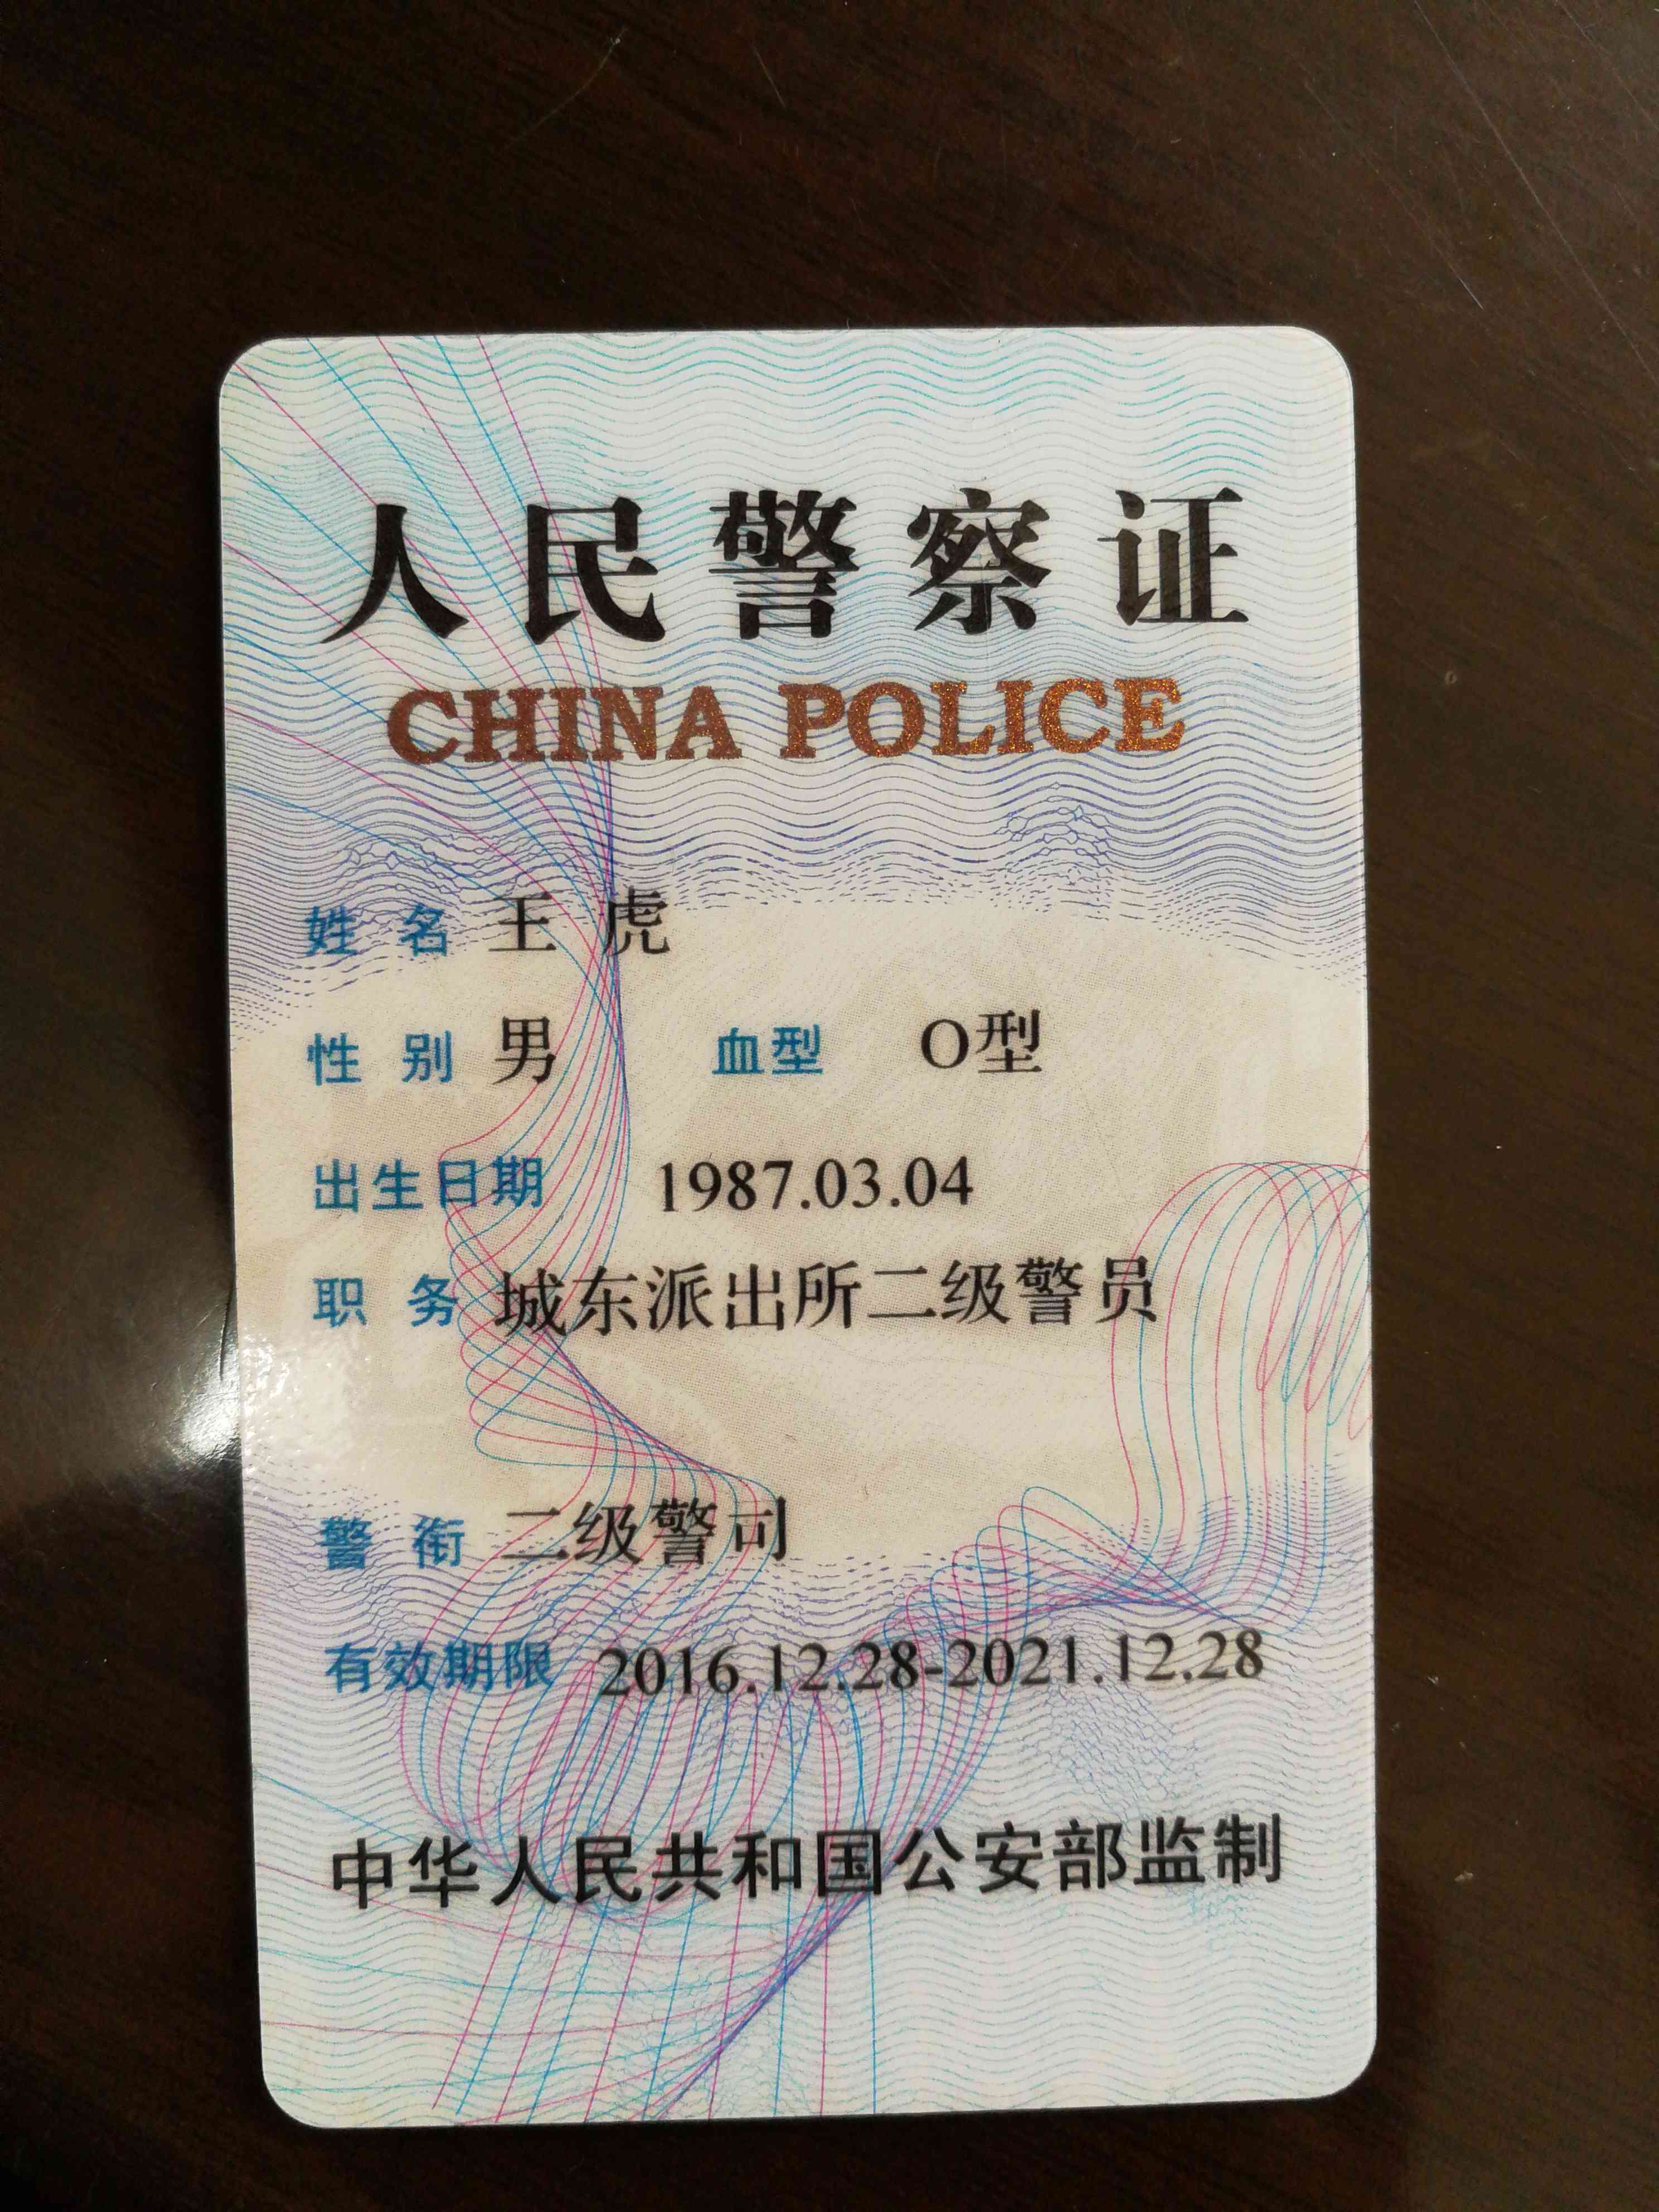 人民警察证
CHINA POLICE
姓 名 王 虎
性 别 男 血型 O型
出生日期 1987.03.04
职 务 城东派出所二级警员
警 衔 二级警司
有效期限 2016.12.28-2021.12.28
中华人民共和国公安部监制